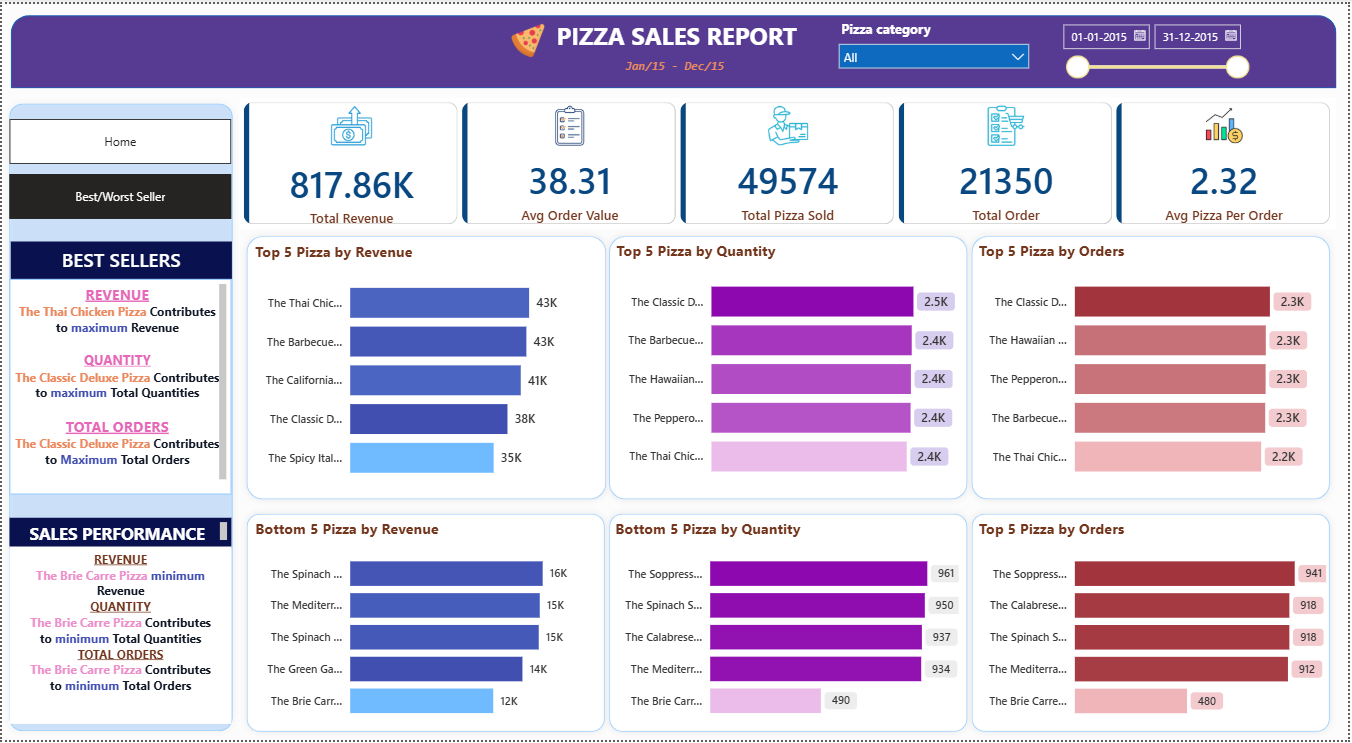 PIZZA SALES REPORT
Jan/15 - Dec/15
Pizza category
All
01-01-2015
31-12-2015
Home
Best/Worst Seller
817.86K
Total Revenue
38.31
Avg Order Value
49574
Total Pizza Sold
21350
Total Order
2.32
Avg Pizza Per Order
BEST SELLERS
REVENUE
The Thai Chicken Pizza Contributes
to maximum Revenue
QUANTITY
The Classic Deluxe Pizza Contributes
to maximum Total Quantities
TOTAL ORDERS
The Classic Deluxe Pizza Contributes
to Maximum Total Orders
SALES PERFORMANCE
REVENUE
The Brie Carre Pizza minimum
Revenue
QUANTITY
The Brie Carre Pizza Contributes
to minimum Total Quantities
TOTAL ORDERS
The Brie Carre Pizza Contributes
to minimum Total Orders
Top 5 Pizza by Revenue
The Thai Chic... 43K
The Barbecue... 43K
The California... 41K
The Classic D... 38K
The Spicy Ital... 35K
Top 5 Pizza by Quantity
The Classic D... 2.5K
The Barbecue... 2.4K
The Hawaiian... 2.4K
The Peppero... 2.4K
The Thai Chic... 2.4K
Top 5 Pizza by Orders
The Classic D... 2.3K
The Hawaiian ... 2.3K
The Pepperon... 2.3K
The Barbecue... 2.3K
The Thai Chic... 2.2K
Bottom 5 Pizza by Revenue
The Spinach ... 16K
The Mediterr... 15K
The Spinach ... 15K
The Green Ga... 14K
The Brie Carr... 12K
Bottom 5 Pizza by Quantity
The Soppress... 961
The Spinach S... 950
The Calabrese... 937
The Mediterr... 934
The Brie Carr... 490
Top 5 Pizza by Orders
The Soppress... 941
The Calabrese... 918
The Spinach S... 918
The Mediterra... 912
The Brie Carre... 480